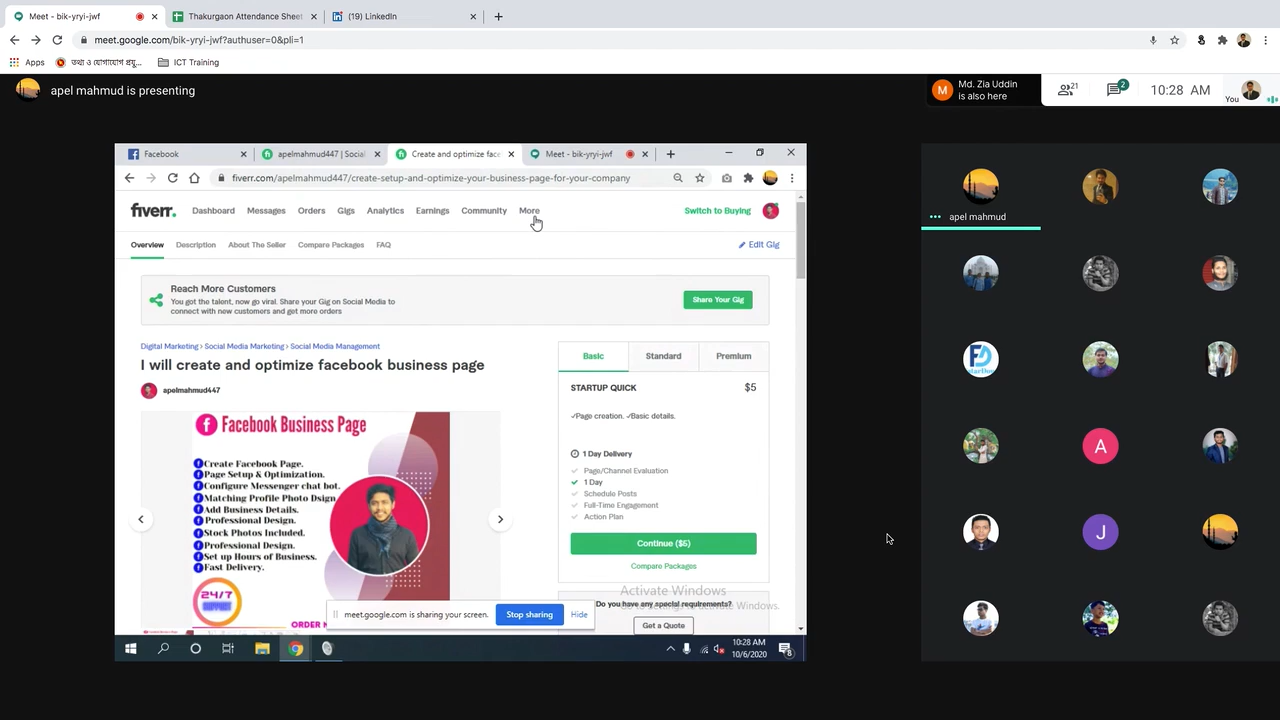 Meet - bik-yryi-jwf
Thakurgaon Attendance Sheet
(19) LinkedIn
meet.google.com/bik-yryi-jwf?authuser=0&pli=1
Apps
তথ্য ও যোগাযোগ প্রযু...
ICT Training
apel mahmud is presenting
M
Md. Zia Uddin
is also here
21
2
10:28 AM
You
Facebook
apelmahmud447 | Social
Create and optimize face
Meet - bik-yryi-jwf
fiverr.com/apelmahmud447/create-setup-and-optimize-your-business-page-for-your-company
fiverr.
Dashboard
Messages
Orders
Gigs
Analytics
Earnings
Community
More
Switch to Buying
Overview
Description
About The Seller
Compare Packages
FAQ
Edit Gig
Reach More Customers
You got the talent, now go viral. Share your Gig on Social Media to
connect with new customers and get more orders
Share Your Gig
Digital Marketing › Social Media Marketing › Social Media Management
I will create and optimize facebook business page
apelmahmud447
Facebook Business Page
Create Facebook Page.
Page Setup & Optimization.
Configure Messenger chat bot.
Matching Profile Photo Dsign
Add Business Details.
Professional Design.
Stock Photos Included.
Professional Design.
Set up Hours of Business.
Fast Delivery.
24/7
SUPPORT
ORDER N
Basic
Standard
Premium
STARTUP QUICK
$5
✓Page creation. ✓Basic details.
1 Day Delivery
Page/Channel Evaluation
1 Day
Schedule Posts
Full-Time Engagement
Action Plan
Continue ($5)
Compare Packages
Activate Windows
Go to Settings to activate Windows.
Do you have any special requirements?
Get a Quote
meet.google.com is sharing your screen.
Stop sharing
Hide
10:28 AM
10/6/2020
8
apel mahmud
A
J